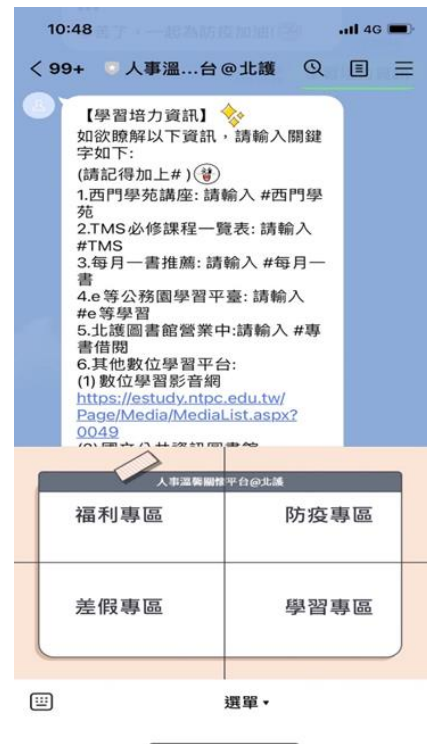 10:48
4G
99+ 人事溫...台@北護
【學習培力資訊】
如欲瞭解以下資訊,請輸入關鍵
字如下:
(請記得加上#)
1.西門學苑講座: 請輸入 #西門學
苑
2.TMS必修課程一覽表: 請輸入
#TMS
3.每月一書推薦: 請輸入 #每月一
書
4.e等公務園學習平臺: 請輸入
#e等學習
5.北護圖書館營業中:請輸入 #專
書借閱
6.其他數位學習平台:
(1) 數位學習影音網
https://estudy.ntpc.edu.tw/
Page/Media/MediaList.aspx?
0049
人事溫馨關懷平台@北護
福利專區
防疫專區
差假專區
學習專區
選單